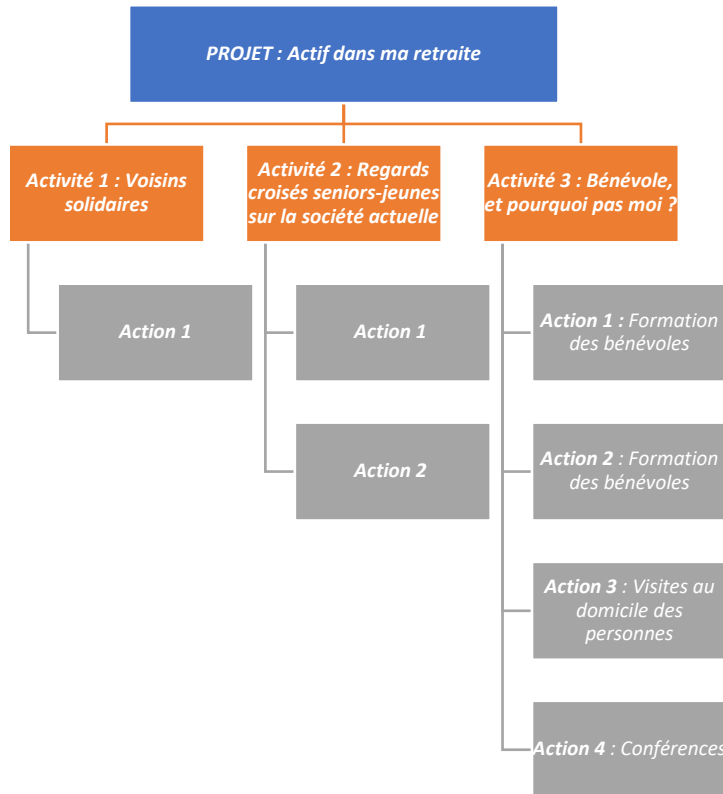 PROJET : Actif dans ma retraite
Activité 1 : Voisins
solidaires
Action 1
Activité 2 : Regards
croisés seniors-jeunes
sur la société actuelle
Action 1
Action 2
Activité 3 : Bénévole,
et pourquoi pas moi ?
Action 1 : Formation
des bénévoles
Action 2 : Formation
des bénévoles
Action 3 : Visites au
domicile des
personnes
Action 4 : Conférences